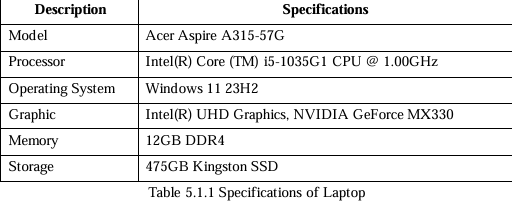 Description Specifications
Model Acer Aspire A315-57G
Processor Intel(R) Core (TM) i5-1035G1 CPU @ 1.00GHz
Operating System Windows 11 23H2
Graphic Intel(R) UHD Graphics, NVIDIA GeForce MX330
Memory 12GB DDR4
Storage 475GB Kingston SSD
Table 5.1.1 Specifications of Laptop